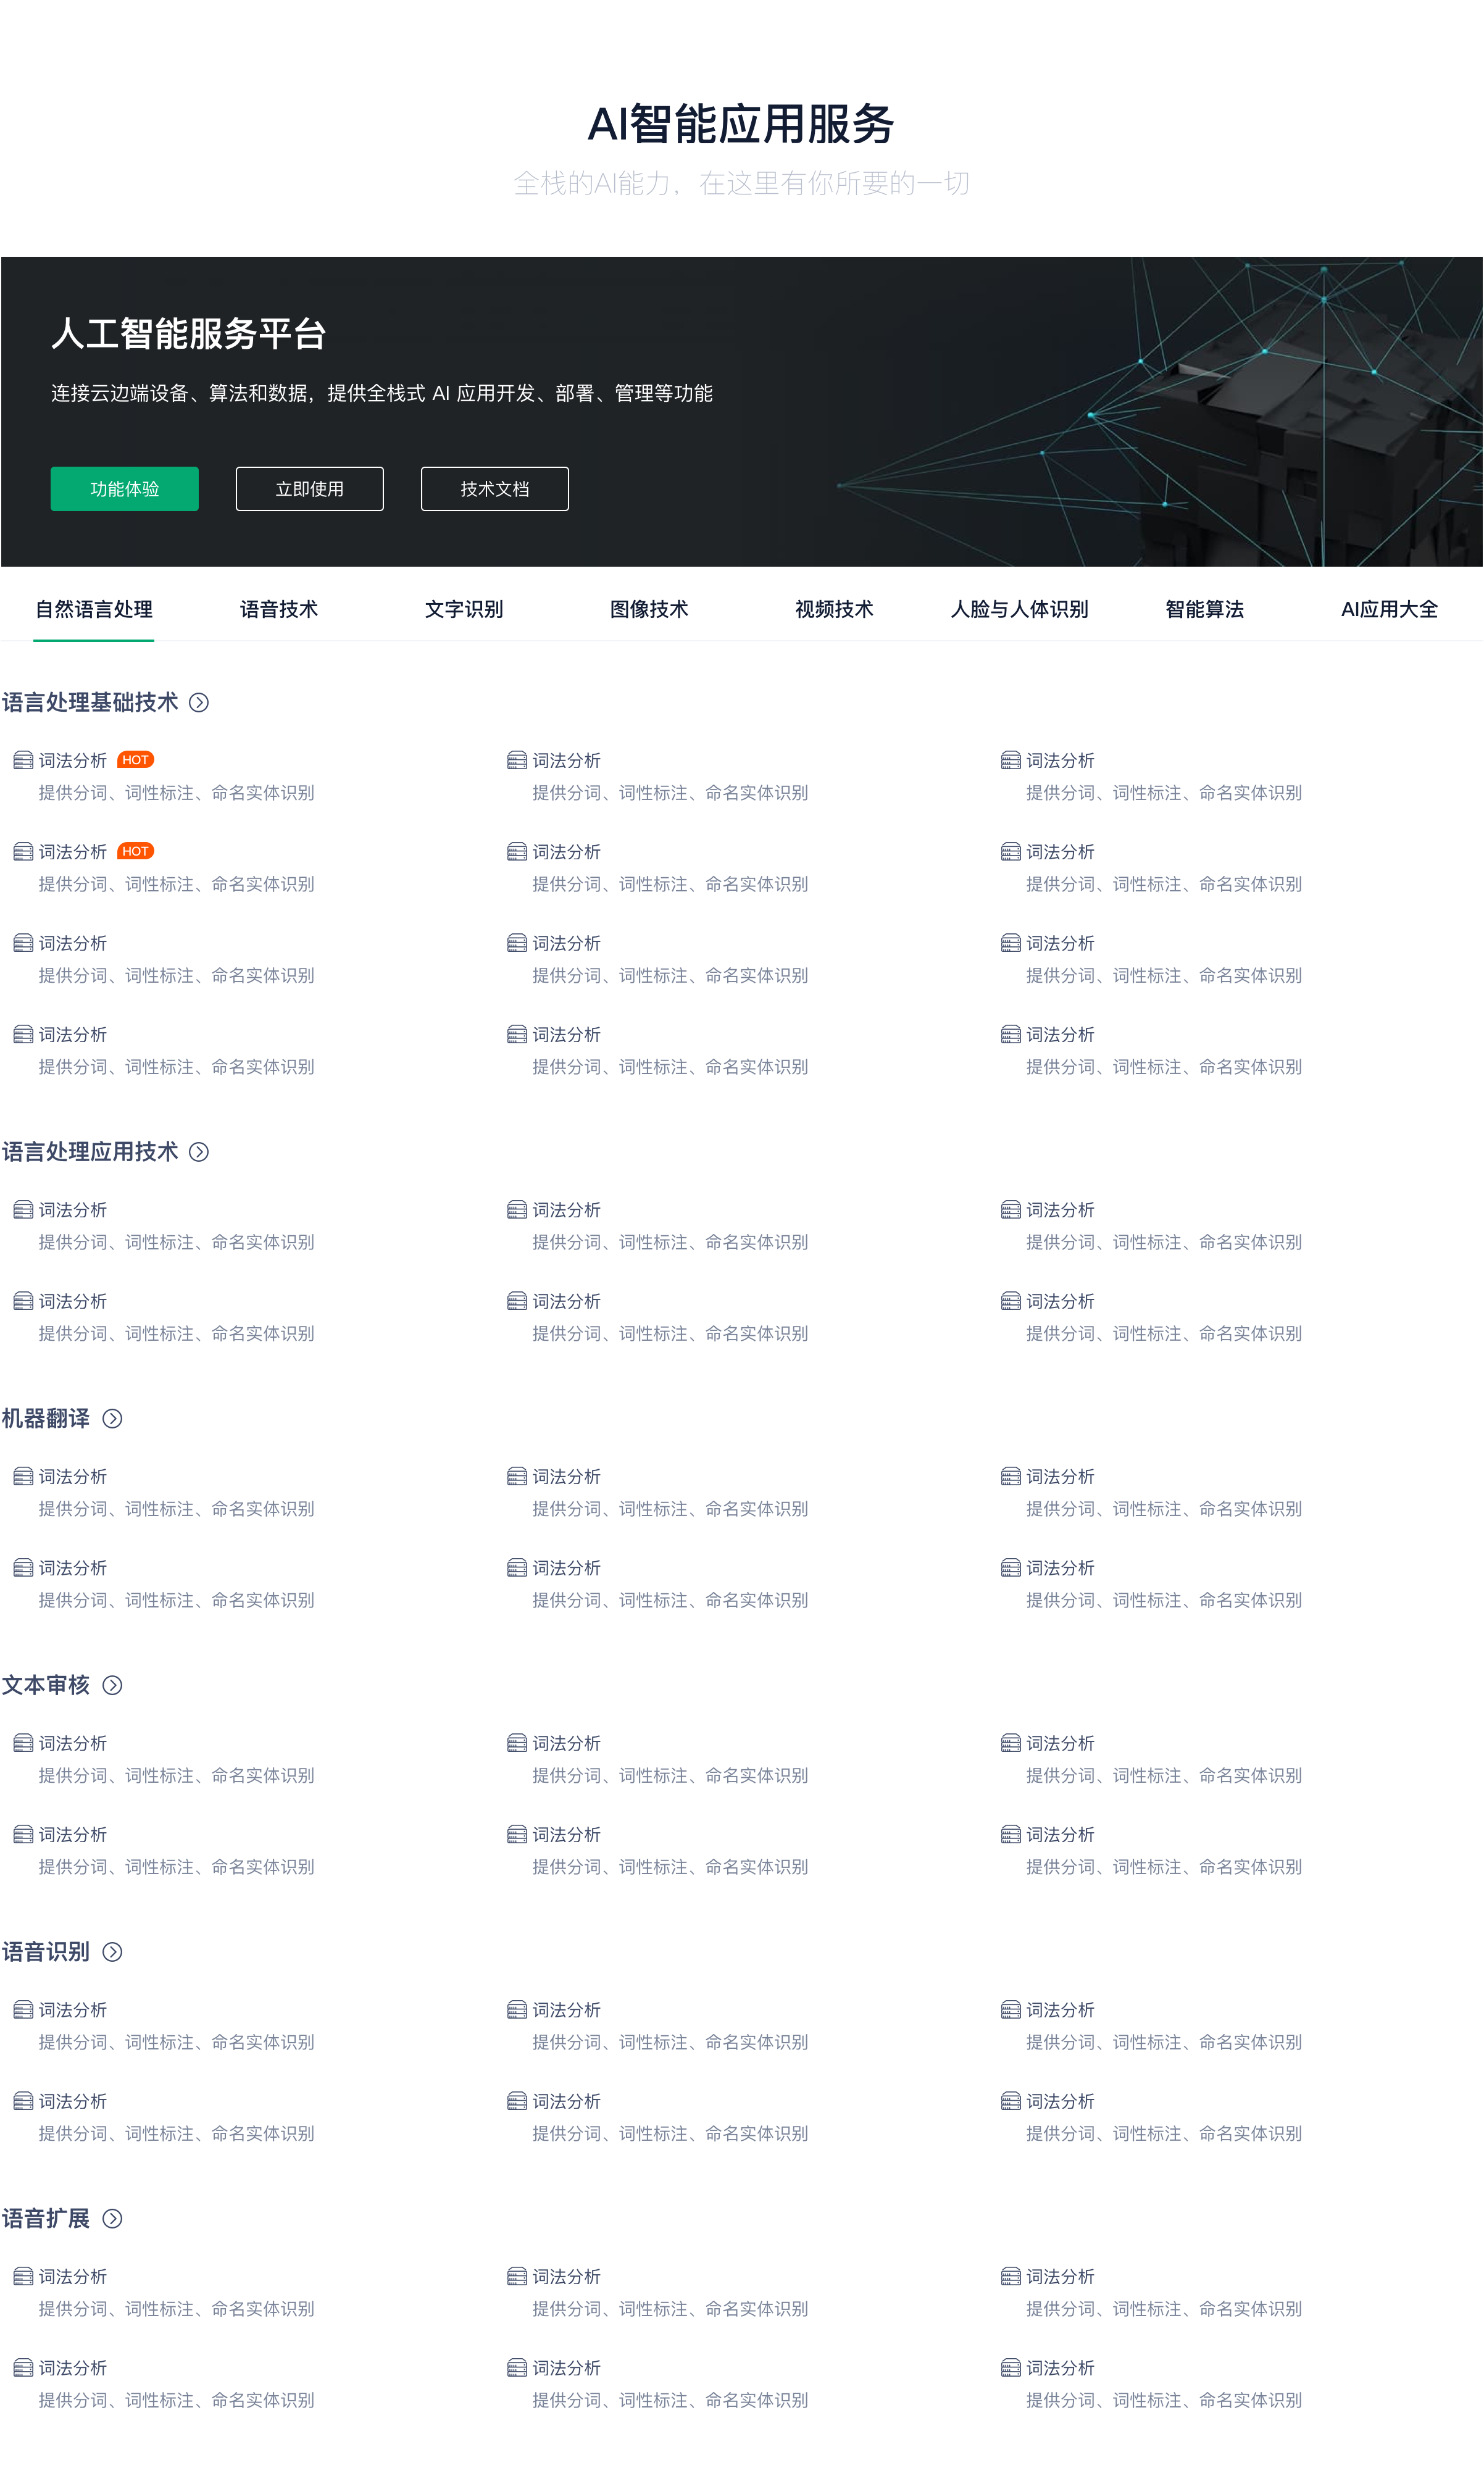 AI智能应用服务
全栈的AI能力，在这里有你所要的一切
人工智能服务平台
连接云边端设备、算法和数据，提供全栈式 AI 应用开发、部署、管理等功能
功能体验 立即使用 技术文档
自然语言处理 语音技术 文字识别 图像技术 视频技术 人脸与人体识别 智能算法 AI应用大全
语言处理基础技术
词法分析 HOT 词法分析 词法分析
提供分词、词性标注、命名实体识别 提供分词、词性标注、命名实体识别 提供分词、词性标注、命名实体识别
词法分析 HOT 词法分析 词法分析
提供分词、词性标注、命名实体识别 提供分词、词性标注、命名实体识别 提供分词、词性标注、命名实体识别
词法分析 词法分析 词法分析
提供分词、词性标注、命名实体识别 提供分词、词性标注、命名实体识别 提供分词、词性标注、命名实体识别
词法分析 词法分析 词法分析
提供分词、词性标注、命名实体识别 提供分词、词性标注、命名实体识别 提供分词、词性标注、命名实体识别
语言处理应用技术
词法分析 词法分析 词法分析
提供分词、词性标注、命名实体识别 提供分词、词性标注、命名实体识别 提供分词、词性标注、命名实体识别
词法分析 词法分析 词法分析
提供分词、词性标注、命名实体识别 提供分词、词性标注、命名实体识别 提供分词、词性标注、命名实体识别
机器翻译
词法分析 词法分析 词法分析
提供分词、词性标注、命名实体识别 提供分词、词性标注、命名实体识别 提供分词、词性标注、命名实体识别
词法分析 词法分析 词法分析
提供分词、词性标注、命名实体识别 提供分词、词性标注、命名实体识别 提供分词、词性标注、命名实体识别
文本审核
词法分析 词法分析 词法分析
提供分词、词性标注、命名实体识别 提供分词、词性标注、命名实体识别 提供分词、词性标注、命名实体识别
词法分析 词法分析 词法分析
提供分词、词性标注、命名实体识别 提供分词、词性标注、命名实体识别 提供分词、词性标注、命名实体识别
语音识别
词法分析 词法分析 词法分析
提供分词、词性标注、命名实体识别 提供分词、词性标注、命名实体识别 提供分词、词性标注、命名实体识别
词法分析 词法分析 词法分析
提供分词、词性标注、命名实体识别 提供分词、词性标注、命名实体识别 提供分词、词性标注、命名实体识别
语音扩展
词法分析 词法分析 词法分析
提供分词、词性标注、命名实体识别 提供分词、词性标注、命名实体识别 提供分词、词性标注、命名实体识别
词法分析 词法分析 词法分析
提供分词、词性标注、命名实体识别 提供分词、词性标注、命名实体识别 提供分词、词性标注、命名实体识别